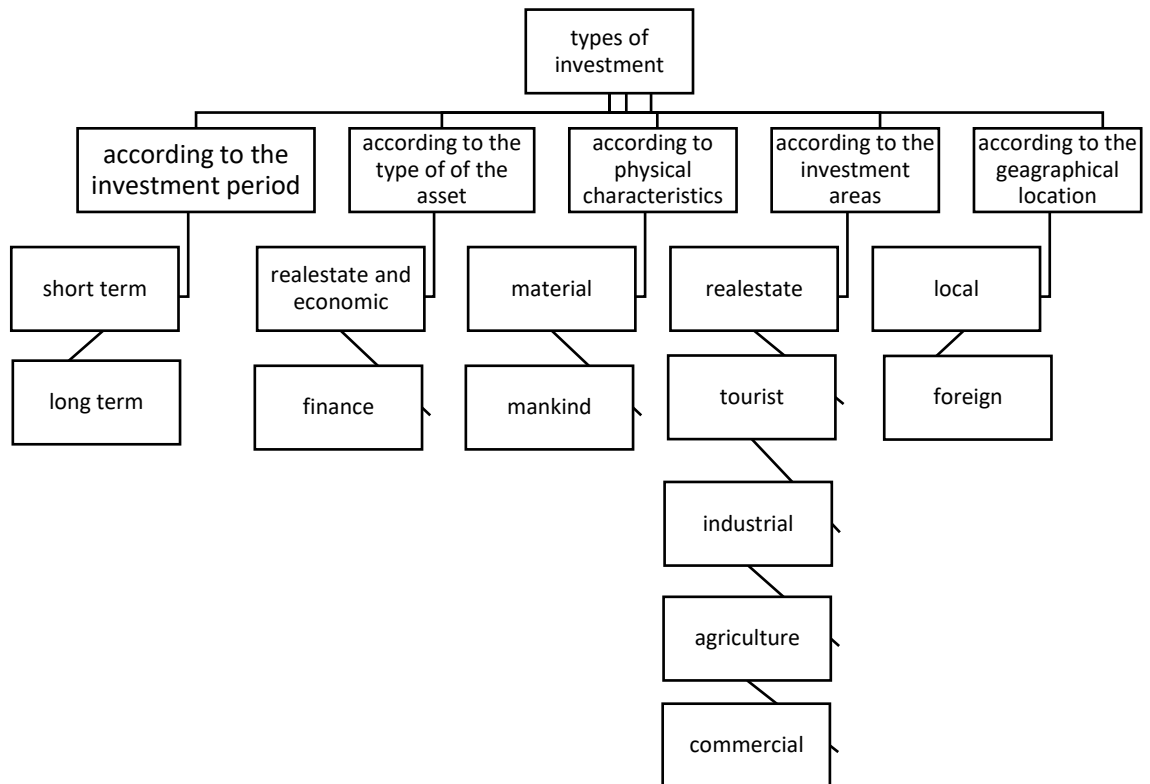 types of
investment
according to the
investment period
according to the
type of of the
asset
according to
physical
characteristics
according to the
investment
areas
according to the
geagraphical
location
short term
realestate and
economic
material
realestate
local
long term
finance
mankind
tourist
foreign
industrial
agriculture
commercial